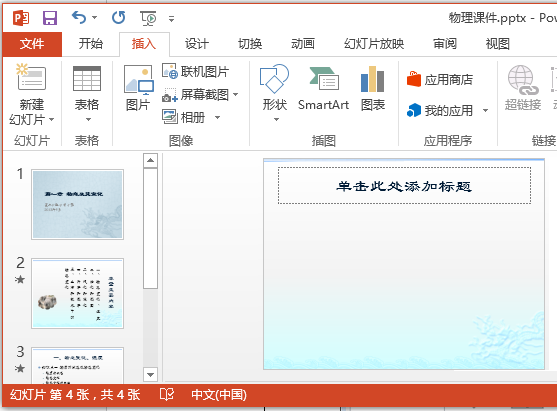 物理课件.pptx - Pow
文件 开始 插入 设计 切换 动画 幻灯片放映 审阅 视图
新建
幻灯片
表格
图片
联机图片
屏幕截图
相册
形状
SmartArt
图表
应用商店
我的应用
超链接
幻灯片 表格 图像 插图 应用程序 链接
1
2
3
单击此处添加标题
幻灯片 第 4 张，共 4 张 中文(中国)